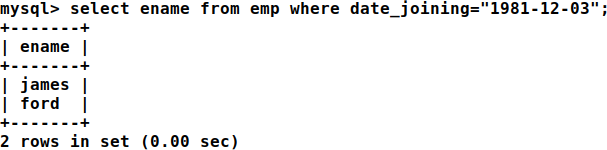 mysql> select ename from emp where date_joining="1981-12-03";
+-------+
| ename |
+-------+
| james |
| ford  |
+-------+
2 rows in set (0.00 sec)